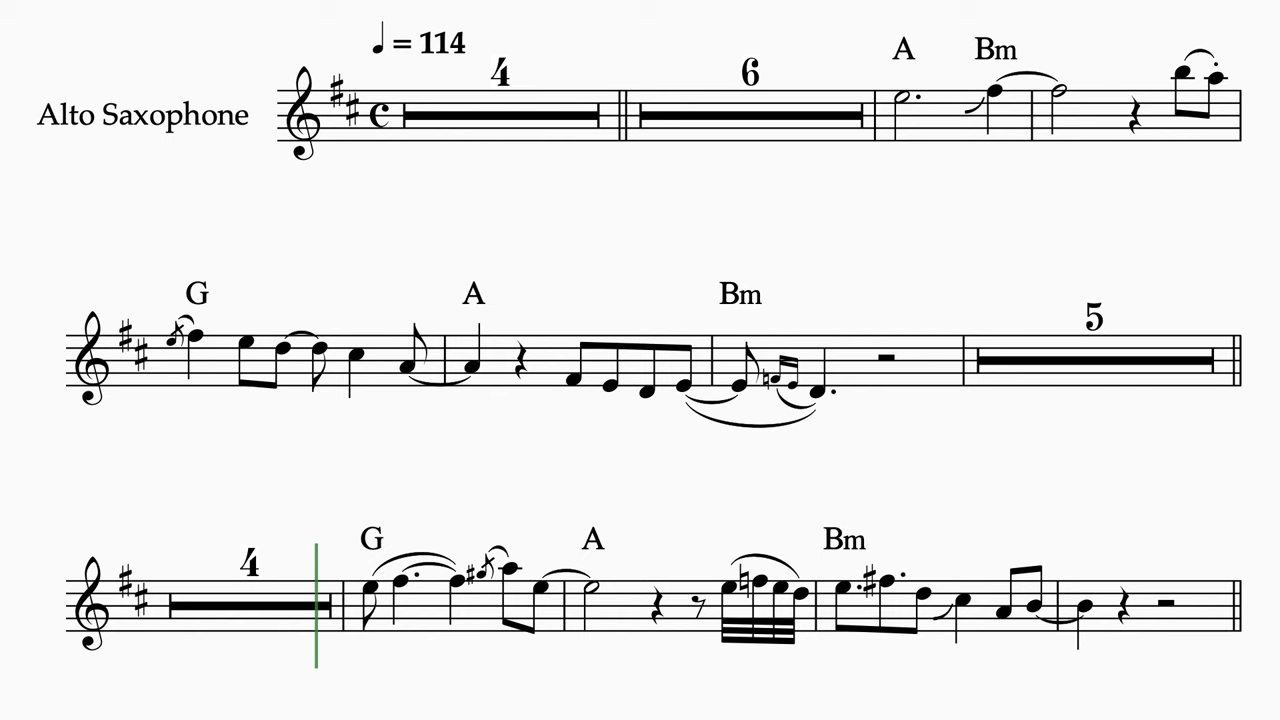 ♩ = 114
4 6 A Bm
Alto Saxophone
G A Bm 5
4 G A Bm